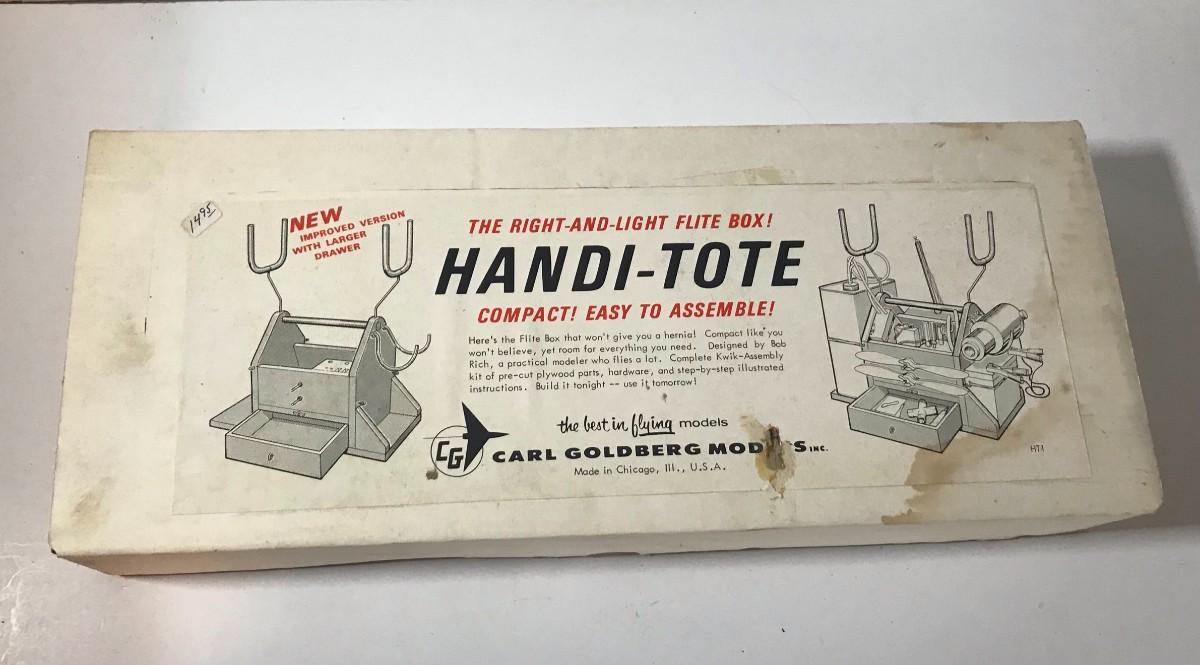 1495
NEW
IMPROVED VERSION
WITH LARGER
DRAWER
THE RIGHT-AND-LIGHT FLITE BOX!
HANDI-TOTE
COMPACT! EASY TO ASSEMBLE!
Here's the Flite Box that won't give you a hernia! Compact like you
won't believe, yet room for everything you need. Designed by Bob
Rich, a practical modeler who flies a lot. Complete Kwik-Assembly
kit of pre-cut plywood parts, hardware, and step-by-step illustrated
instructions. Build it tonight -- use it tomorrow!
the best in flying models
CG
CARL GOLDBERG MOD S INC.
Made in Chicago, Ill., U.S.A.